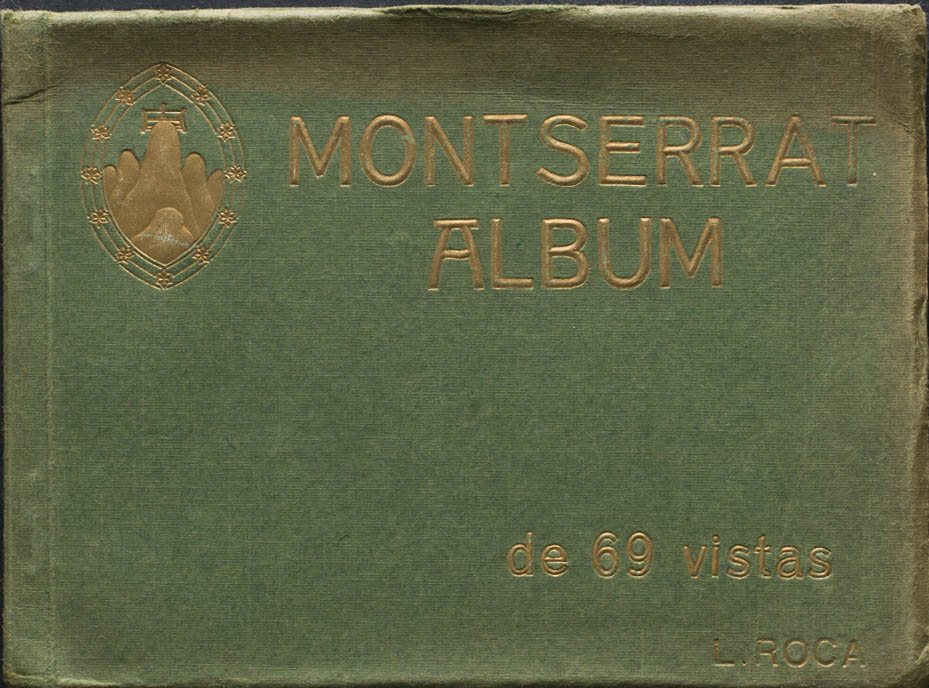 MONTSERRAT
ALBUM
de 69 vistas
L. ROCA